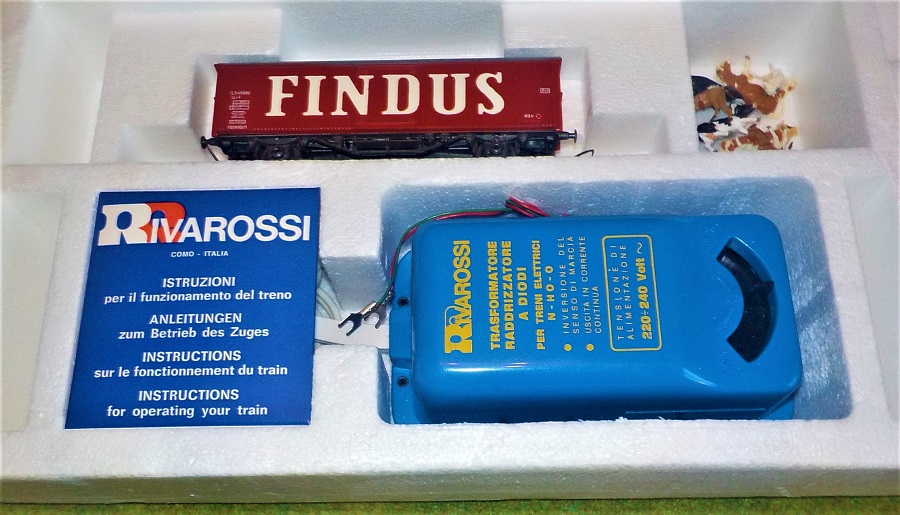 FINDUS
RIVAROSSI
COMO - ITALIA
ISTRUZIONI
per il funzionamento del treno
ANLEITUNGEN
zum Betrieb des Zuges
INSTRUCTIONS
sur le fonctionnement du train
INSTRUCTIONS
for operating your train
RIVAROSSI
TRASFORMATORE
RADDRIZZATORE
A DIODI
PER TRENI ELETTRICI
N-HO-O
• INVERSIONE DEL
SENSO DI MARCIA
• USCITA IN CORRENTE
CONTINUA
TENSIONE DI
ALIMENTAZIONE
220÷240 Volt ~